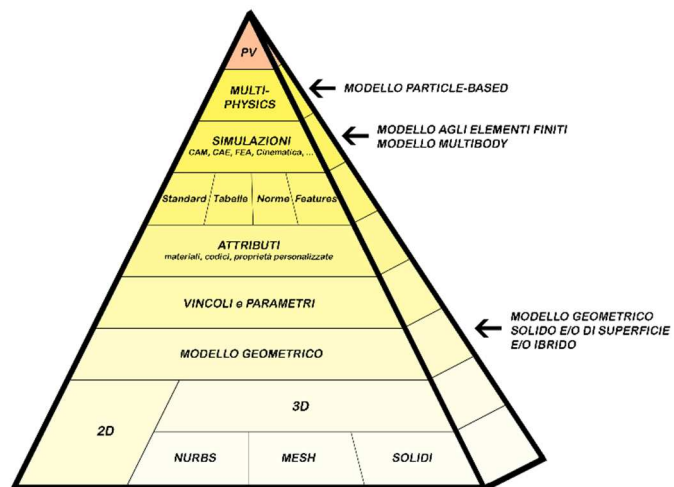 PV
MULTI-
PHYSICS
MODELLO PARTICLE-BASED
SIMULAZIONI
CAM, CAE, FEA, Cinematica, ...
MODELLO AGLI ELEMENTI FINITI
MODELLO MULTIBODY
Standard Tabelle Norme Features
ATTRIBUTI
materiali, codici, proprietà personalizzate
VINCOLI e PARAMETRI
MODELLO GEOMETRICO
SOLIDO E/O DI SUPERFICIE
E/O IBRIDO
MODELLO GEOMETRICO
2D
3D
NURBS MESH SOLIDI